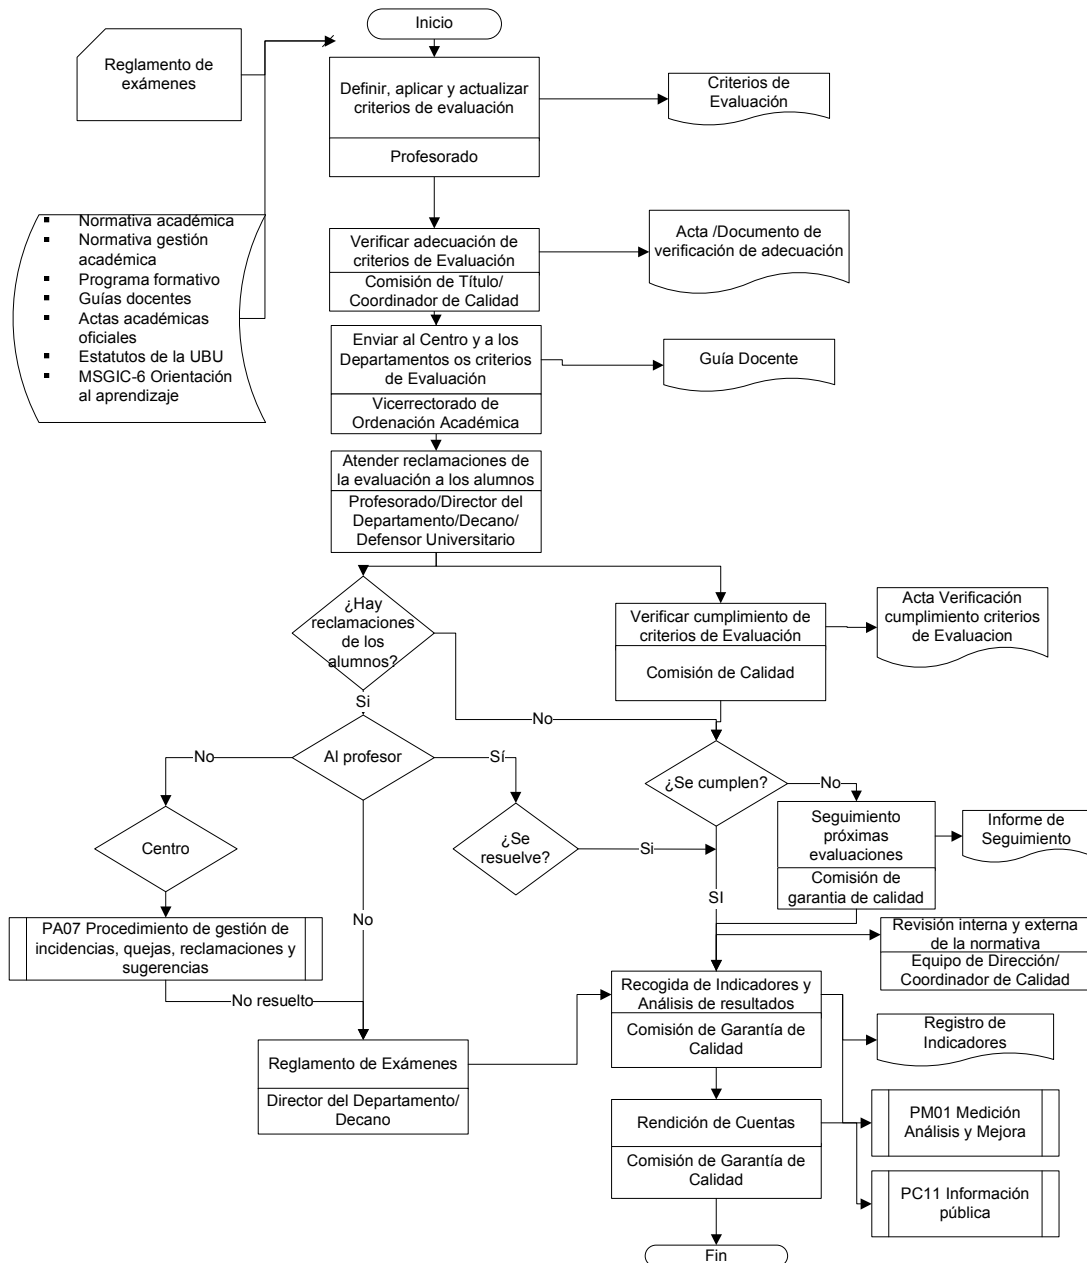 Inicio
Reglamento de
exámenes
Definir, aplicar y actualizar
criterios de evaluación
Profesorado
Criterios de
Evaluación
▪ Normativa académica
▪ Normativa gestión
académica
▪ Programa formativo
▪ Guías docentes
▪ Actas académicas
oficiales
▪ Estatutos de la UBU
▪ MSGIC-6 Orientación
al aprendizaje
Verificar adecuación de
criterios de Evaluación
Comisión de Título/
Coordinador de Calidad
Acta /Documento de
verificación de adecuación
Enviar al Centro y a los
Departamentos os criterios
de Evaluación
Vicerrectorado de
Ordenación Académica
Guía Docente
Atender reclamaciones de
la evaluación a los alumnos
Profesorado/Director del
Departamento/Decano/
Defensor Universitario
¿Hay
reclamaciones
de los
alumnos?
Verificar cumplimiento de
criterios de Evaluación
Comisión de Calidad
Acta Verificación
cumplimiento criterios
de Evaluacion
Si
No
Al profesor
No
Sí
¿Se cumplen?
No
Centro
¿Se
resuelve?
Si
Seguimiento
próximas
evaluaciones
Comisión de
garantia de calidad
Informe de
Seguimiento
SI
No
PA07 Procedimiento de gestión de
incidencias, quejas, reclamaciones y
sugerencias
Revisión interna y externa
de la normativa
Equipo de Dirección/
Coordinador de Calidad
No resuelto
Recogida de Indicadores y
Análisis de resultados
Comisión de Garantía de
Calidad
Registro de
Indicadores
Reglamento de Exámenes
Director del Departamento/
Decano
Rendición de Cuentas
Comisión de Garantía de
Calidad
PM01 Medición
Análisis y Mejora
PC11 Información
pública
Fin